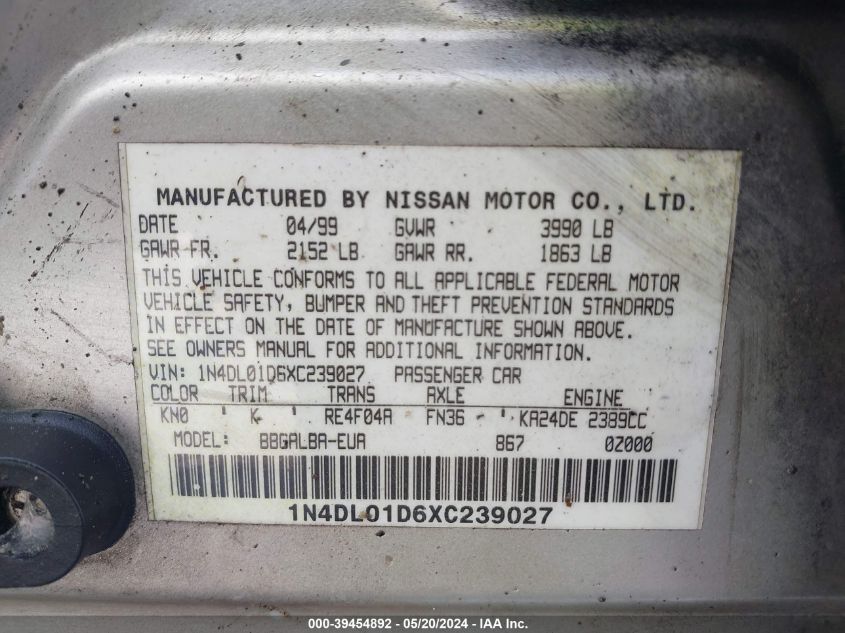 MANUFACTURED BY NISSAN MOTOR CO., LTD.
DATE 04/99 GVWR 3990 LB
GAWR FR. 2152 LB GAWR RR. 1863 LB
THIS VEHICLE CONFORMS TO ALL APPLICABLE FEDERAL MOTOR
VEHICLE SAFETY, BUMPER AND THEFT PREVENTION STANDARDS
IN EFFECT ON THE DATE OF MANUFACTURE SHOWN ABOVE.
SEE OWNERS MANUAL FOR ADDITIONAL INFORMATION.
VIN: 1N4DL01D6XC239027 PASSENGER CAR
COLOR TRIM TRANS AXLE ENGINE
KN0 ' K ' RE4F04A FN36 - ' KA24DE 2389CC
MODEL: BBGALBA-EUA 867 0Z000
1N4DL01D6XC239027
000-39454892 - 05/20/2024 - IAAI.com